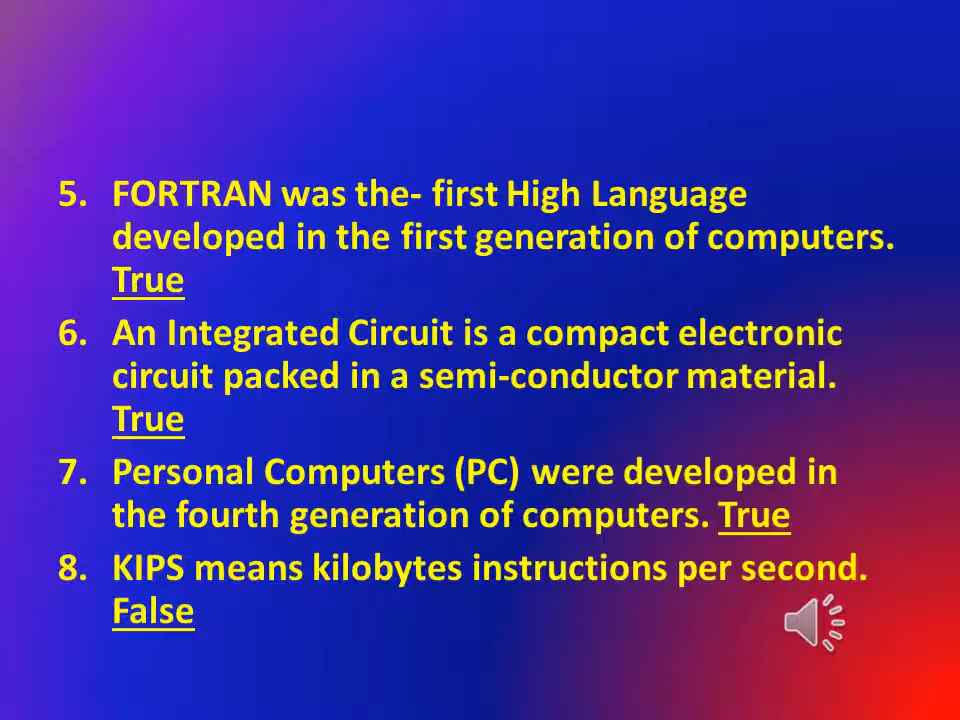 5. FORTRAN was the- first High Language
developed in the first generation of computers.
True
6. An Integrated Circuit is a compact electronic
circuit packed in a semi-conductor material.
True
7. Personal Computers (PC) were developed in
the fourth generation of computers. True
8. KIPS means kilobytes instructions per second.
False